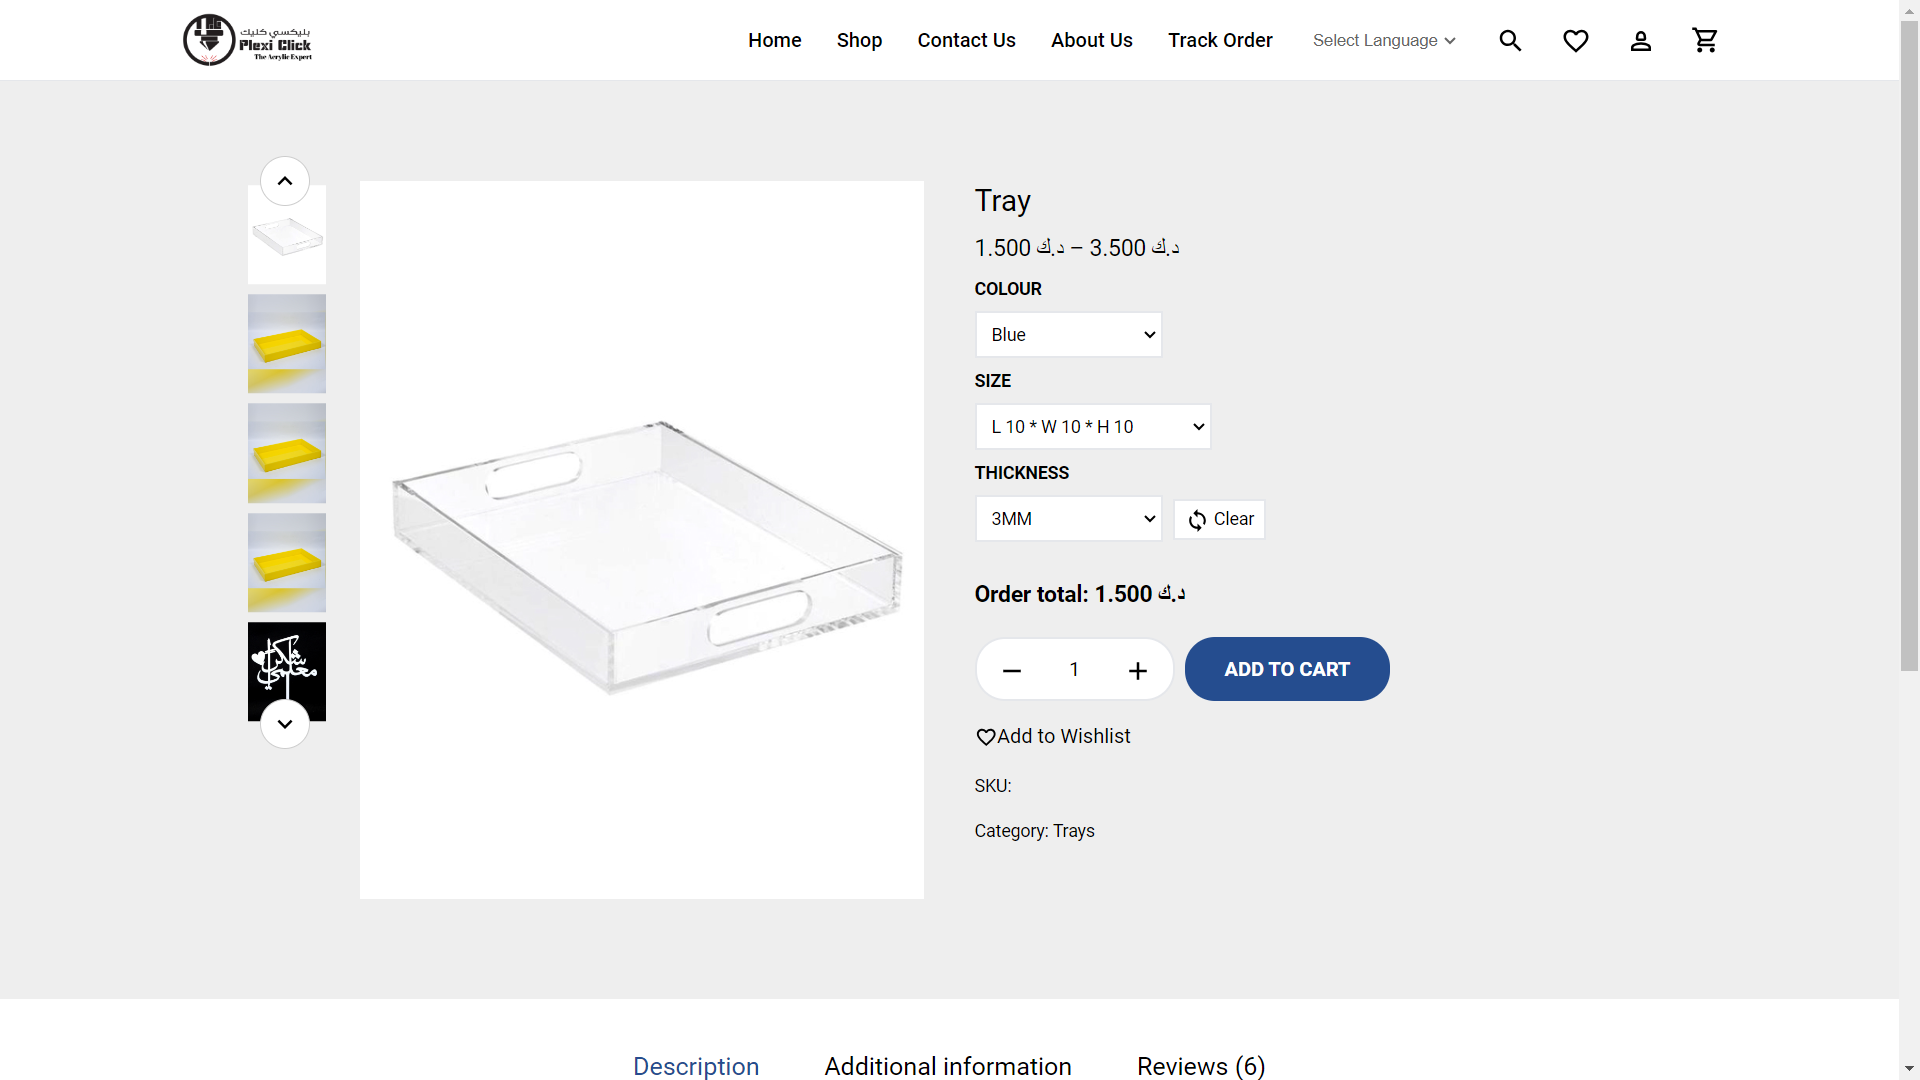 بليكسي كليك
Plexi Click
The Acrylic Expert
Home
Shop
Contact Us
About Us
Track Order
Select Language
Tray
1.500 د.ك – 3.500 د.ك
COLOUR
Blue
SIZE
L 10 * W 10 * H 10
THICKNESS
3MM
Clear
Order total: 1.500 د.ك
1
ADD TO CART
Add to Wishlist
SKU:
Category: Trays
شكرا
معلمي
Description
Additional information
Reviews (6)